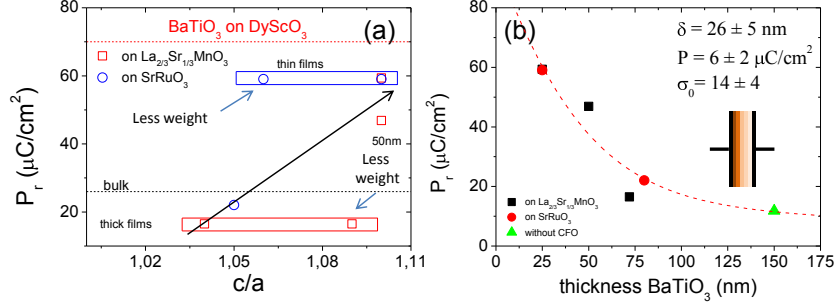 BaTiO₃ on DyScO₃
(a)
on La₂/₃Sr₁/₃MnO₃
on SrRuO₃
thin films
Less weight
50nm
Less
weight
bulk
thick films
80
60
40
20
1,02
1,05
1,08
1,11
Pᵣ (μC/cm²)
c/a
(b)
δ = 26 ± 5 nm
P = 6 ± 2 μC/cm²
σ₀ = 14 ± 4
on La₂/₃Sr₁/₃MnO₃
on SrRuO₃
without CFO
80
60
40
20
0
25
50
75
100
125
150
175
Pᵣ (μC/cm²)
thickness BaTiO₃ (nm)